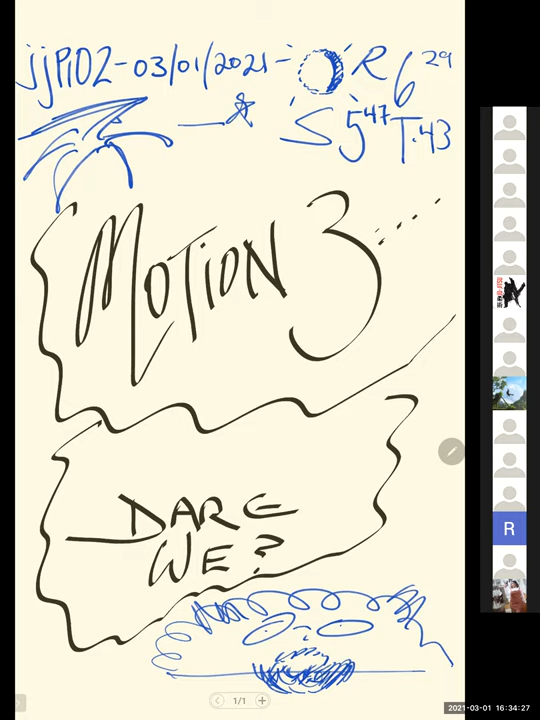 jjPi02-03/01/2021-
R 6 29
S 5 47 T.43
MOTION 3....
DARE
WE?
R
1/1
2021-03-01 16:34:27